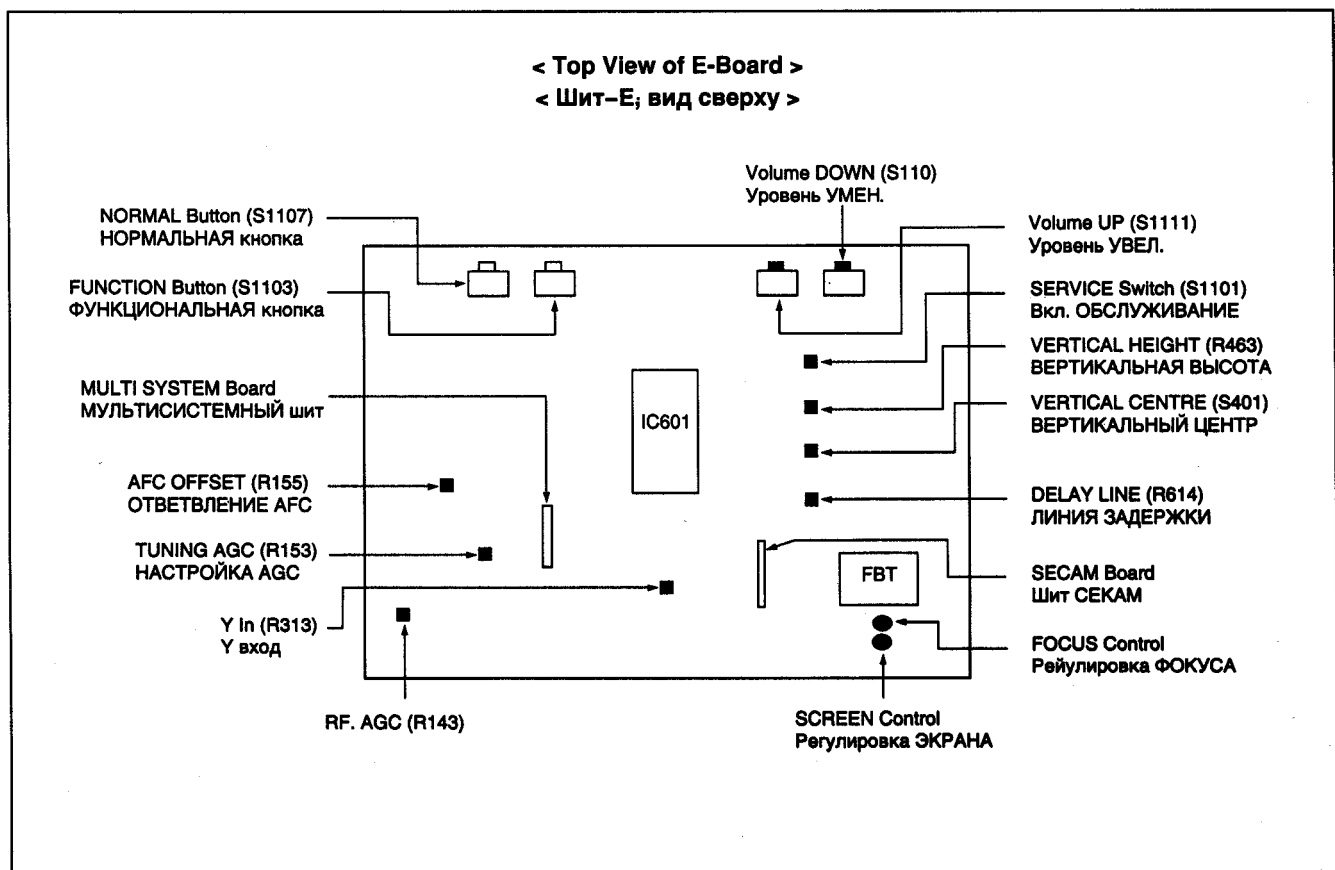 < Top View of E-Board >
< Шит–Е; вид сверху >
Volume DOWN (S110)
Уровень УМЕН.
NORMAL Button (S1107)
НОРМАЛЬНАЯ кнопка
Volume UP (S1111)
Уровень УВЕЛ.
FUNCTION Button (S1103)
ФУНКЦИОНАЛЬНАЯ кнопка
SERVICE Switch (S1101)
Вкл. ОБСЛУЖИВАНИЕ
VERTICAL HEIGHT (R463)
ВЕРТИКАЛЬНАЯ ВЫСОТА
MULTI SYSTEM Board
МУЛЬТИСИСТЕМНЫЙ шит
IC601
VERTICAL CENTRE (S401)
ВЕРТИКАЛЬНЫЙ ЦЕНТР
AFC OFFSET (R155)
ОТВЕТВЛЕНИЕ AFC
DELAY LINE (R614)
ЛИНИЯ ЗАДЕРЖКИ
TUNING AGC (R153)
НАСТРОЙКА AGC
FBT
SECAM Board
Шит СЕКАМ
Y In (R313)
Y вход
FOCUS Control
Рейулировка ФОКУСА
RF. AGC (R143)
SCREEN Control
Регулировка ЭКРАНА